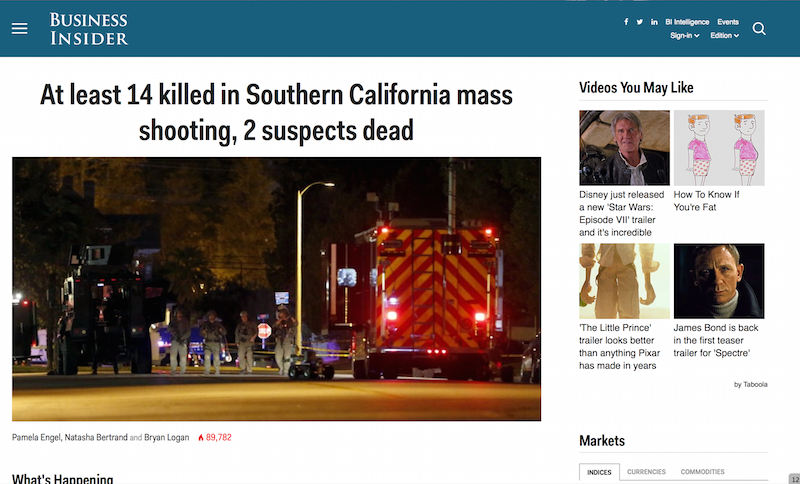 BUSINESS
INSIDER
BI Intelligence Events
Sign-in Edition
At least 14 killed in Southern California mass
shooting, 2 suspects dead
Pamela Engel, Natasha Bertrand and Bryan Logan 89,782
What's Happening
Videos You May Like
Disney just released
a new 'Star Wars:
Episode VII' trailer
and it's incredible
How To Know If
You're Fat
'The Little Prince'
trailer looks better
than anything Pixar
has made in years
James Bond is back
in the first teaser
trailer for 'Spectre'
by Taboola
Markets
INDICES CURRENCIES COMMODITIES
12